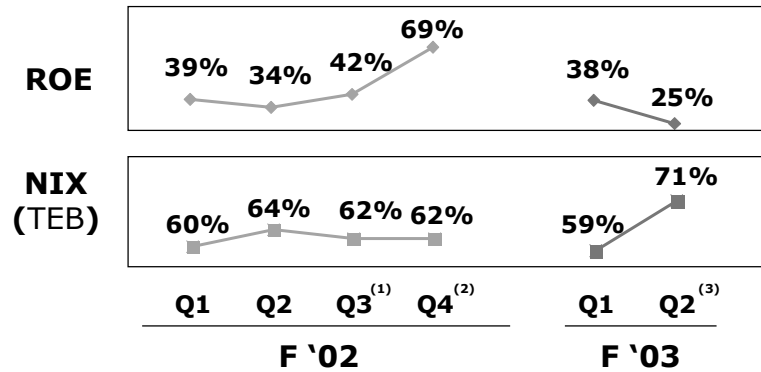 69%
39% 34% 42% 38% 25%
ROE
NIX
(TEB)
60% 64% 62% 62% 59% 71%
Q1 Q2 Q3(1) Q4(2) Q1 Q2(3)
F ‘02 F ‘03